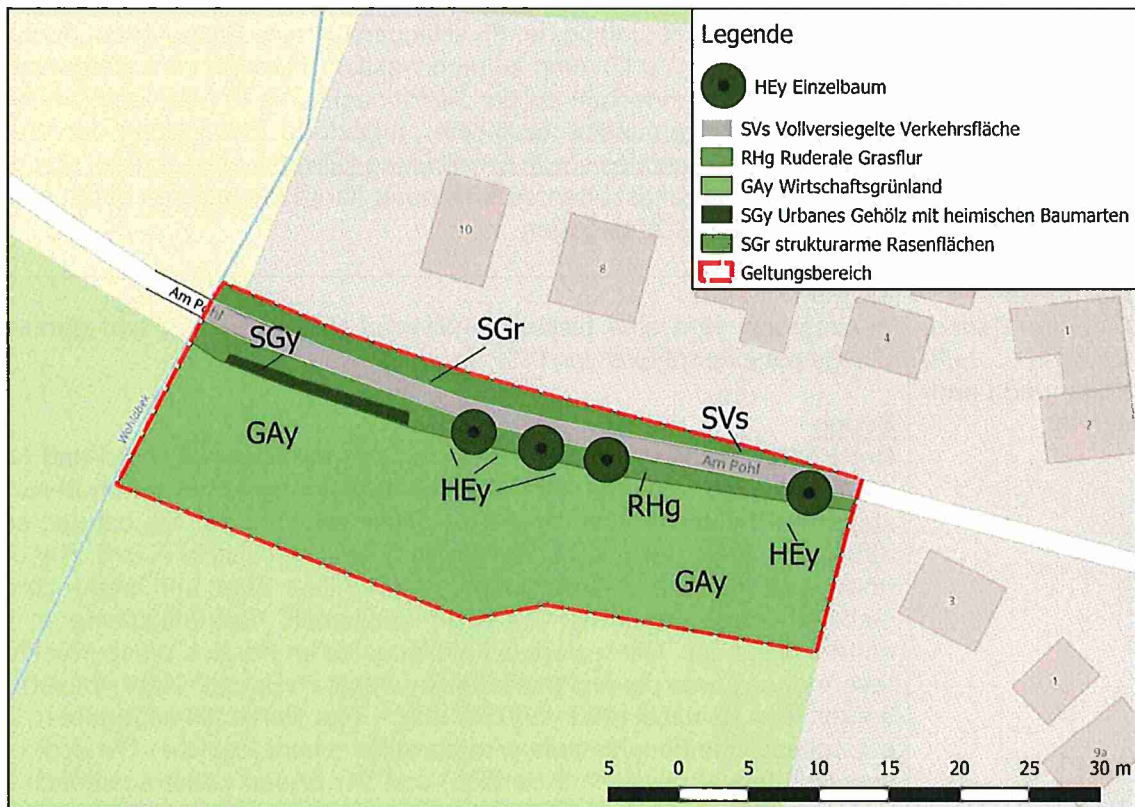 Legende
HEy Einzelbaum
SVs Vollversiegelte Verkehrsfläche
RHg Ruderale Grasflur
GAy Wirtschaftsgrünland
SGy Urbanes Gehölz mit heimischen Baumarten
SGr strukturarme Rasenflächen
Geltungsbereich
10
8
4
1
2
Am Pohl
SGy
SGr
SVs
Wohldbek
GAy
Am Pohl
HEy
RHg
HEy
GAy
3
1
9a
5 0 5 10 15 20 25 30 m